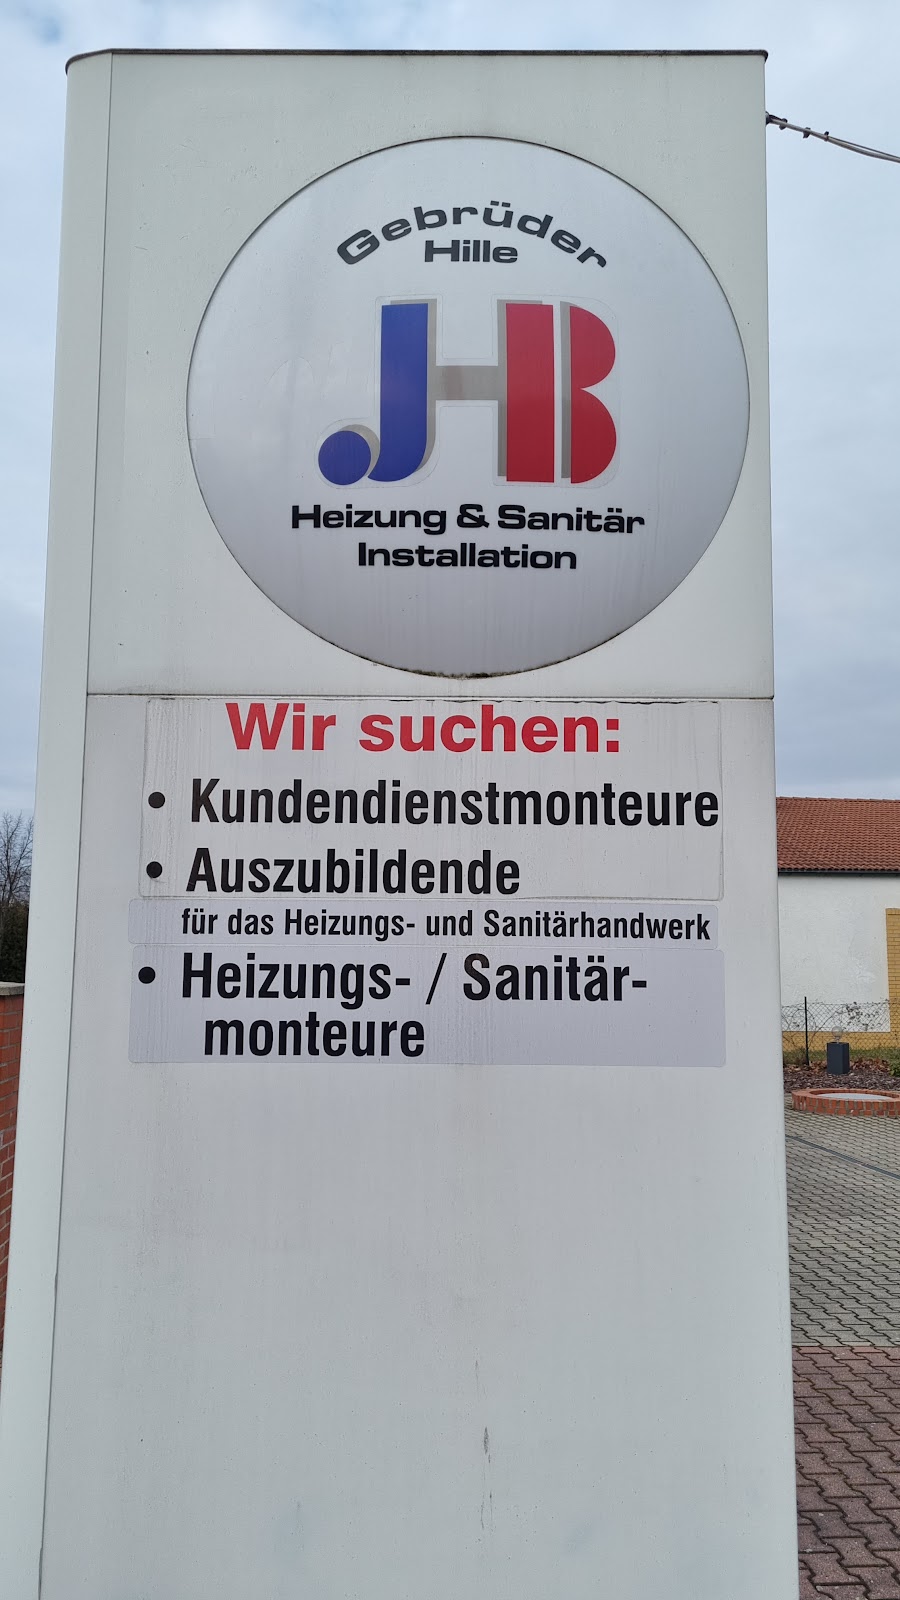 Gebrüder
Hille
JHB
Heizung & Sanitär
Installation
Wir suchen:
• Kundendienstmonteure
• Auszubildende
für das Heizungs- und Sanitärhandwerk
• Heizungs- / Sanitär-
monteure